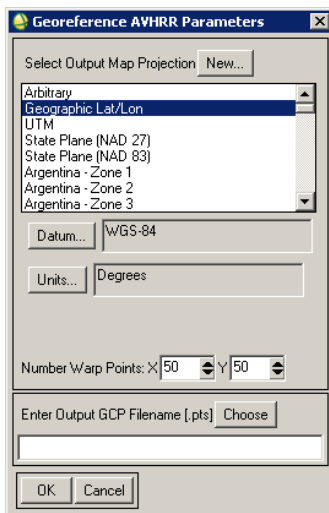 Georeference AVHRR Parameters
Select Output Map Projection New...
Arbitrary
Geographic Lat/Lon
UTM
State Plane (NAD 27)
State Plane (NAD 83)
Argentina - Zone 1
Argentina - Zone 2
Argentina - Zone 3
Datum... WGS-84
Units... Degrees
Number Warp Points: X 50 Y 50
Enter Output GCP Filename [.pts] Choose
OK Cancel